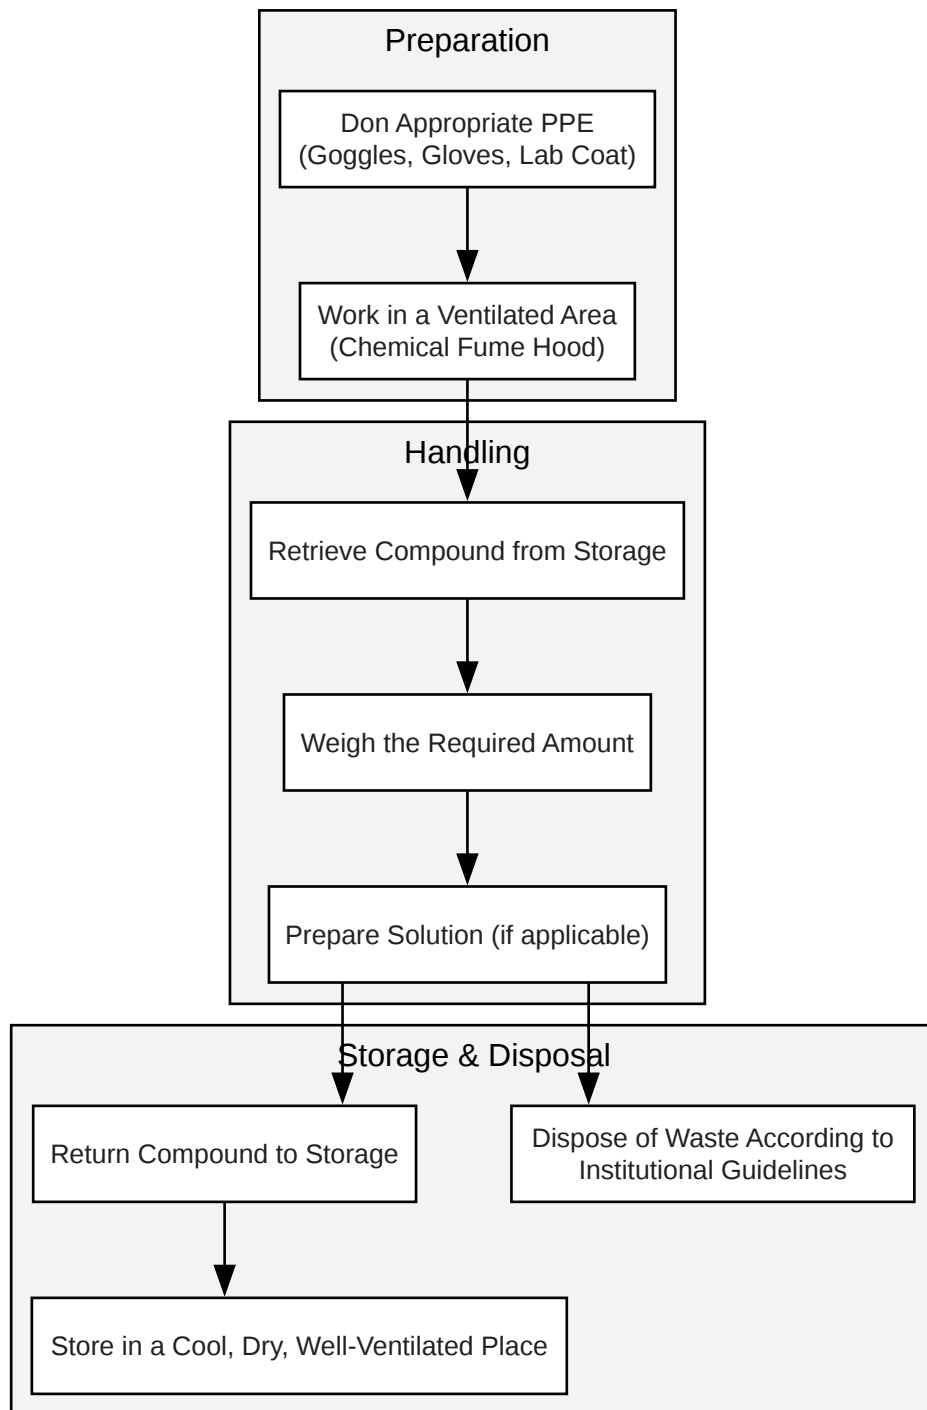 Preparation
Don Appropriate PPE
(Goggles, Gloves, Lab Coat)
Work in a Ventilated Area
(Chemical Fume Hood)
Handling
Retrieve Compound from Storage
Weigh the Required Amount
Prepare Solution (if applicable)
Storage & Disposal
Return Compound to Storage
Dispose of Waste According to
Institutional Guidelines
Store in a Cool, Dry, Well-Ventilated Place